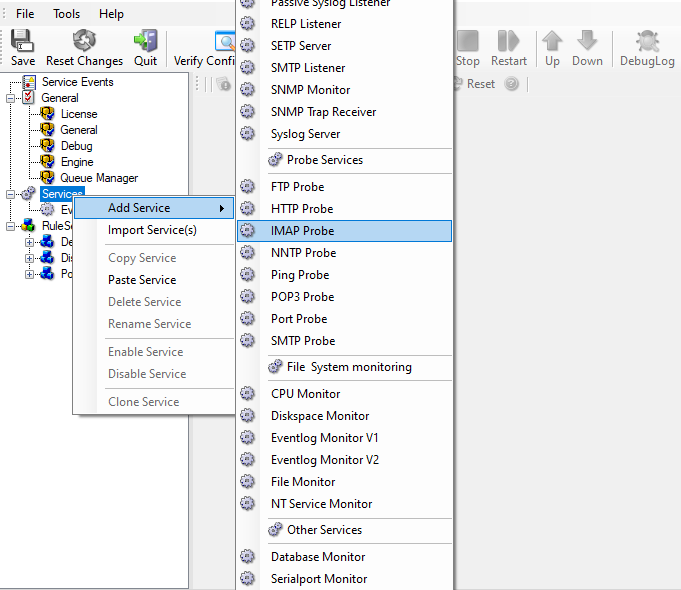 File Tools Help
Save Reset Changes Quit Verify Confi
Stop Restart Up Down DebugLog
Reset
Service Events
General
License
General
Debug
Engine
Queue Manager
Services
Ev
RuleSe
De
Dis
Po
Add Service
Import Service(s)
Copy Service
Paste Service
Delete Service
Rename Service
Enable Service
Disable Service
Clone Service
Passive Syslog Listener
RELP Listener
SETP Server
SMTP Listener
SNMP Monitor
SNMP Trap Receiver
Syslog Server
Probe Services
FTP Probe
HTTP Probe
IMAP Probe
NNTP Probe
Ping Probe
POP3 Probe
Port Probe
SMTP Probe
File System monitoring
CPU Monitor
Diskspace Monitor
Eventlog Monitor V1
Eventlog Monitor V2
File Monitor
NT Service Monitor
Other Services
Database Monitor
Serialport Monitor